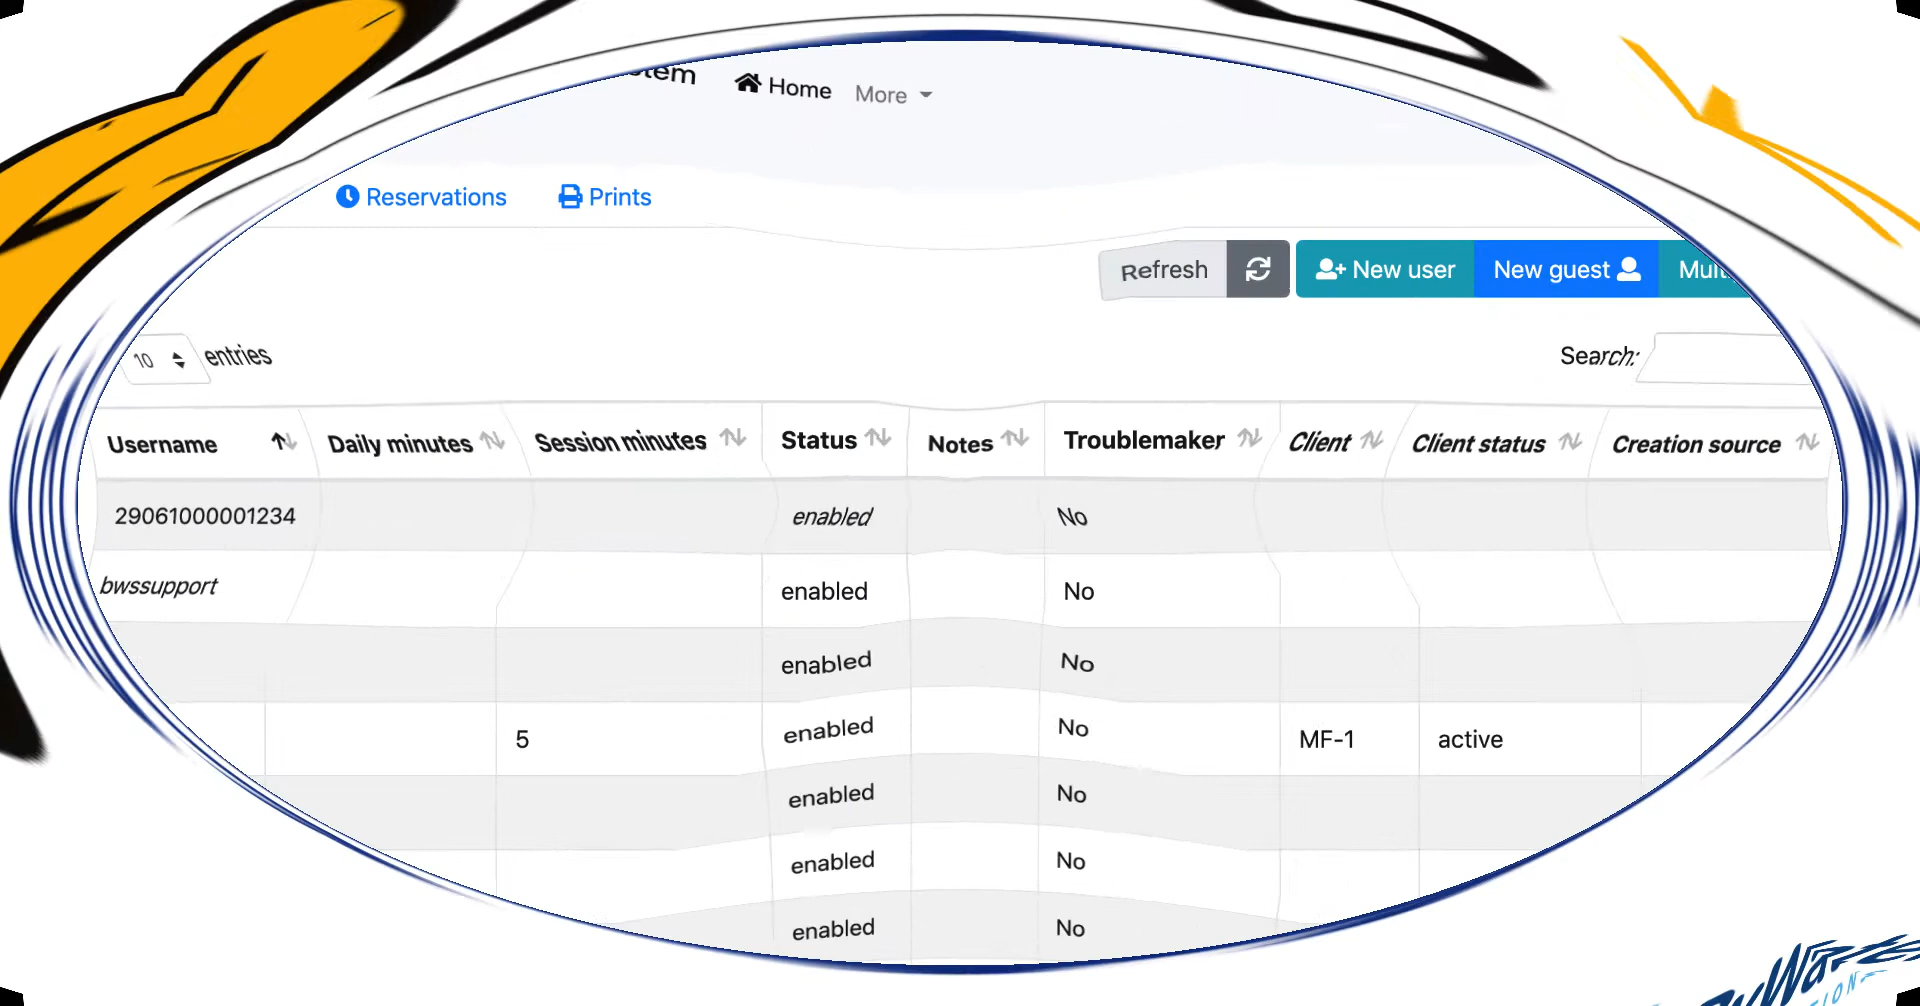 Home More
Reservations Prints
Refresh New user New guest
10 entries Search:
Username Daily minutes Session minutes Status Notes Troublemaker Client Client status Creation source
29061000001234 enabled No
bwssupport enabled No
enabled No
5 enabled No MF-1 active
enabled No
enabled No
enabled No